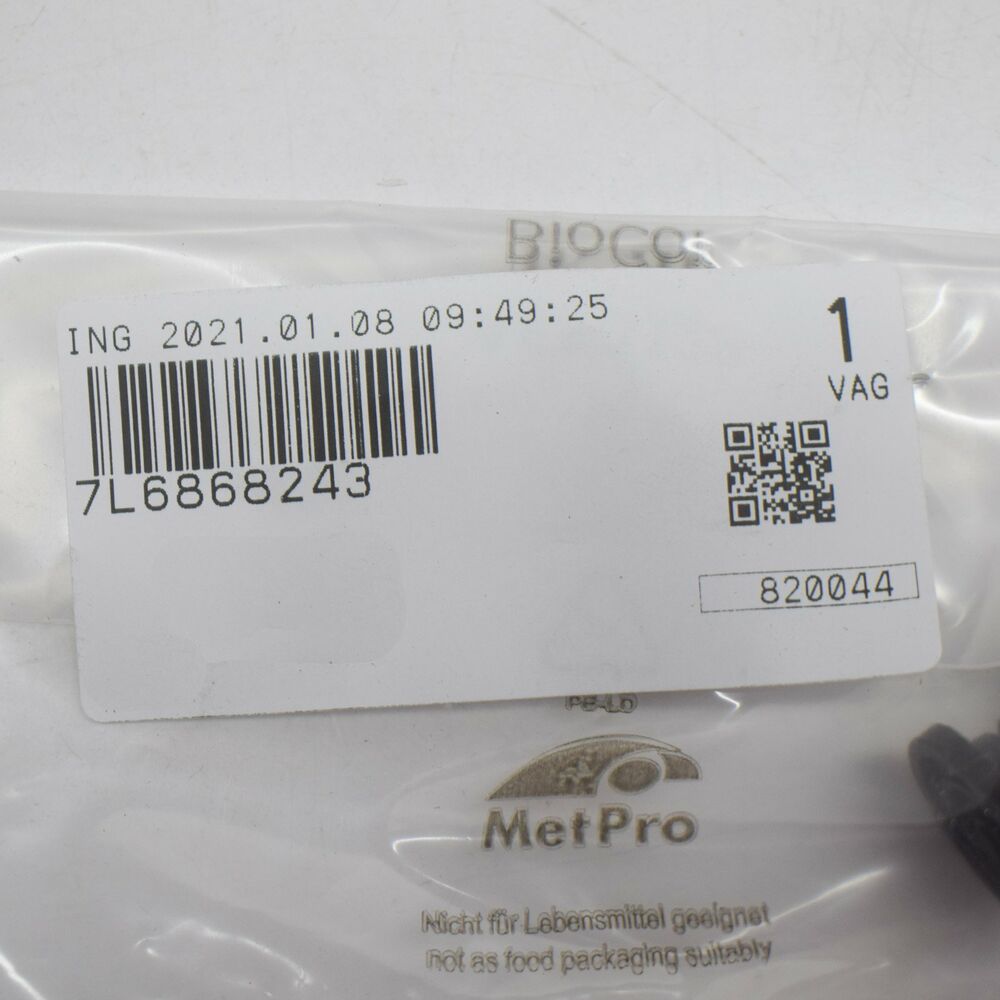 ING 2021.01.08 09:49:25
1
VAG
7L6868243
820044
PE-LD
MetPro
Nicht für Lebensmittel geeignet
not as food packaging suitably